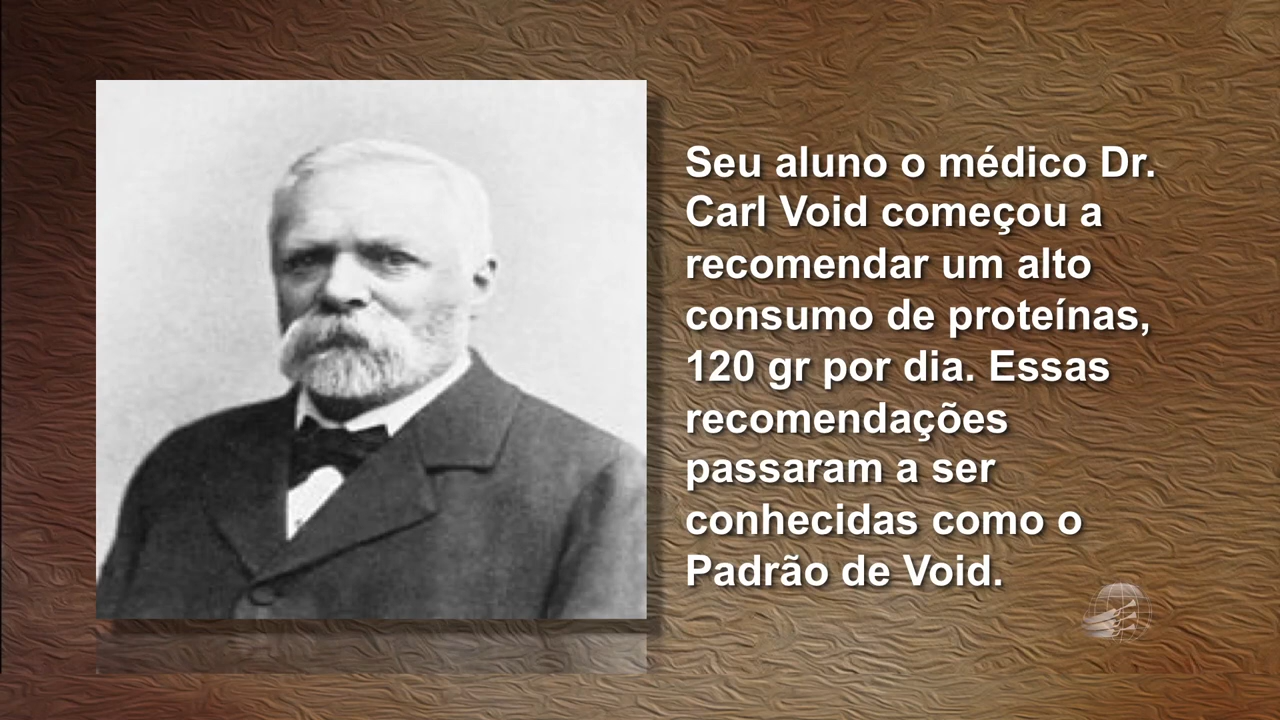 Seu aluno o médico Dr.
Carl Void começou a
recomendar um alto
consumo de proteínas,
120 gr por dia. Essas
recomendações
passaram a ser
conhecidas como o
Padrão de Void.